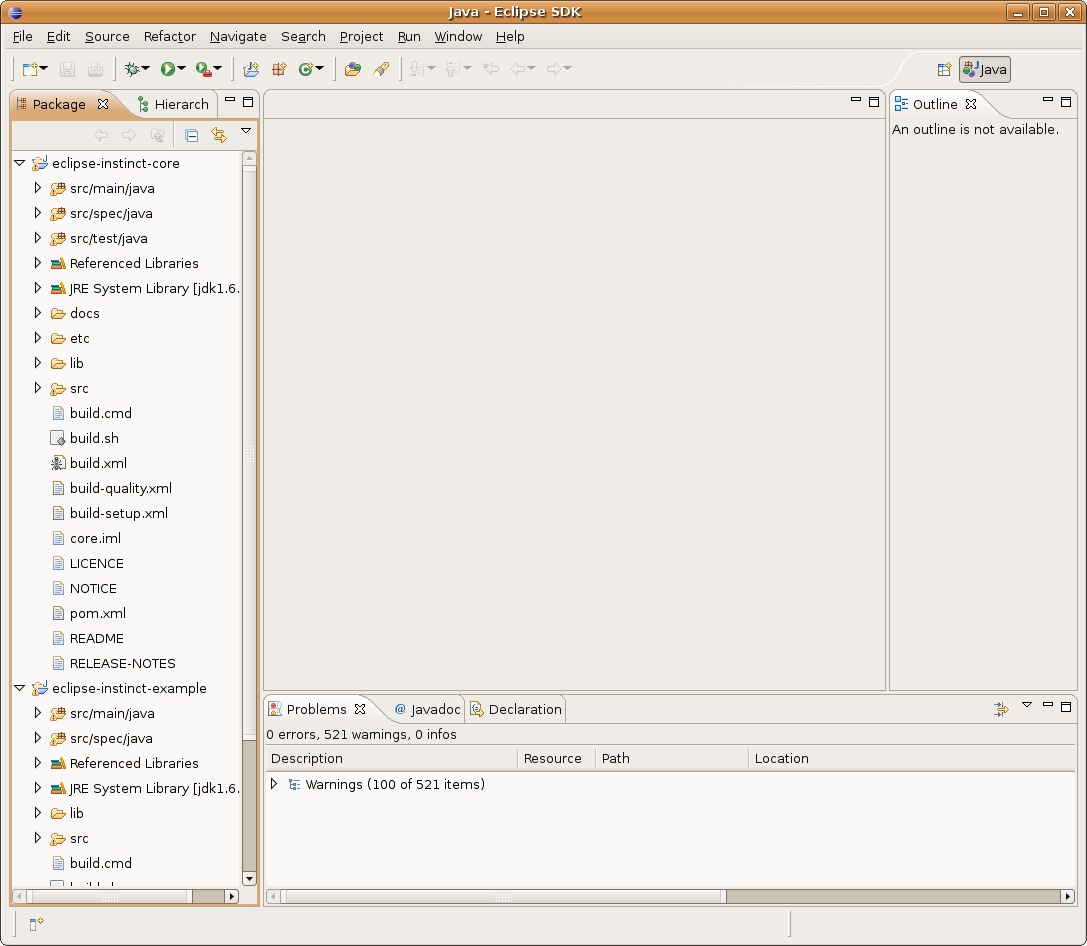 Java - Eclipse SDK
File Edit Source Refactor Navigate Search Project Run Window Help
Java
Package Hierarch
eclipse-instinct-core
src/main/java
src/spec/java
src/test/java
Referenced Libraries
JRE System Library [jdk1.6.
docs
etc
lib
src
build.cmd
build.sh
build.xml
build-quality.xml
build-setup.xml
core.iml
LICENCE
NOTICE
pom.xml
README
RELEASE-NOTES
eclipse-instinct-example
src/main/java
src/spec/java
Referenced Libraries
JRE System Library [jdk1.6.
lib
src
build.cmd
Outline
An outline is not available.
Problems @ Javadoc Declaration
0 errors, 521 warnings, 0 infos
Description Resource Path Location
Warnings (100 of 521 items)